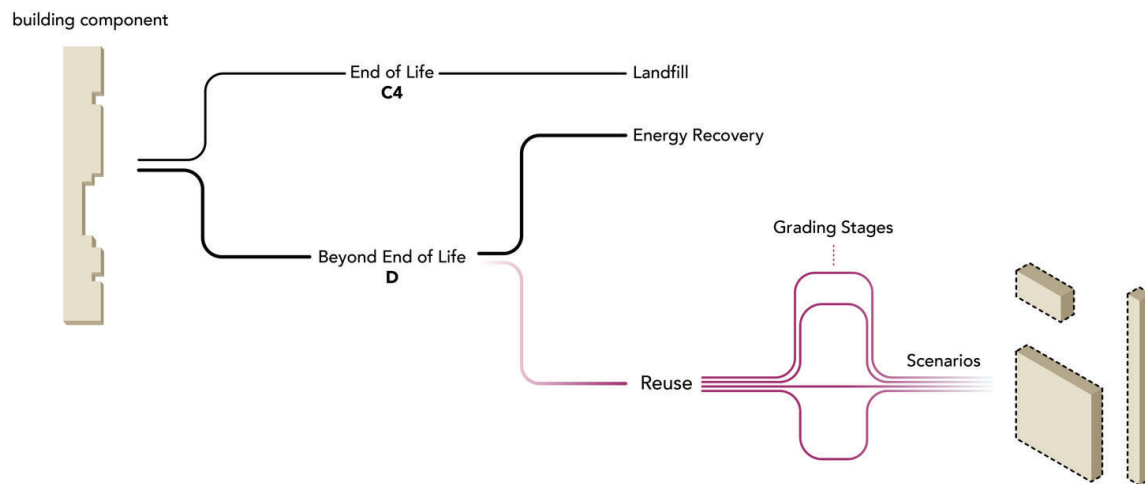 building component
End of Life
C4
Landfill
Energy Recovery
Beyond End of Life
D
Grading Stages
Reuse
Scenarios